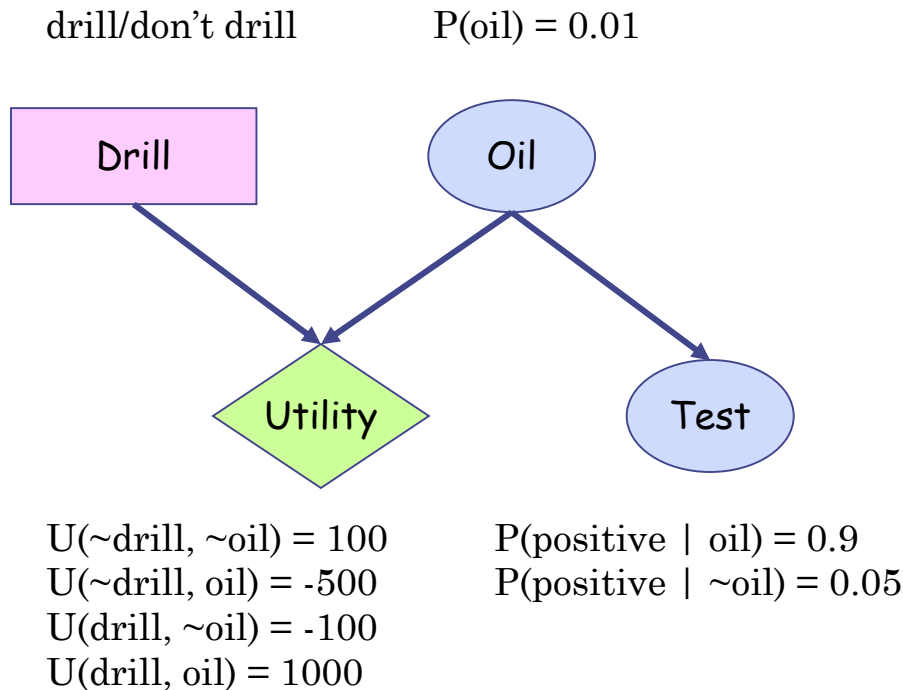 drill/don't drill P(oil) = 0.01
Drill Oil
Utility Test
U(~drill, ~oil) = 100 P(positive | oil) = 0.9
U(~drill, oil) = -500 P(positive | ~oil) = 0.05
U(drill, ~oil) = -100
U(drill, oil) = 1000